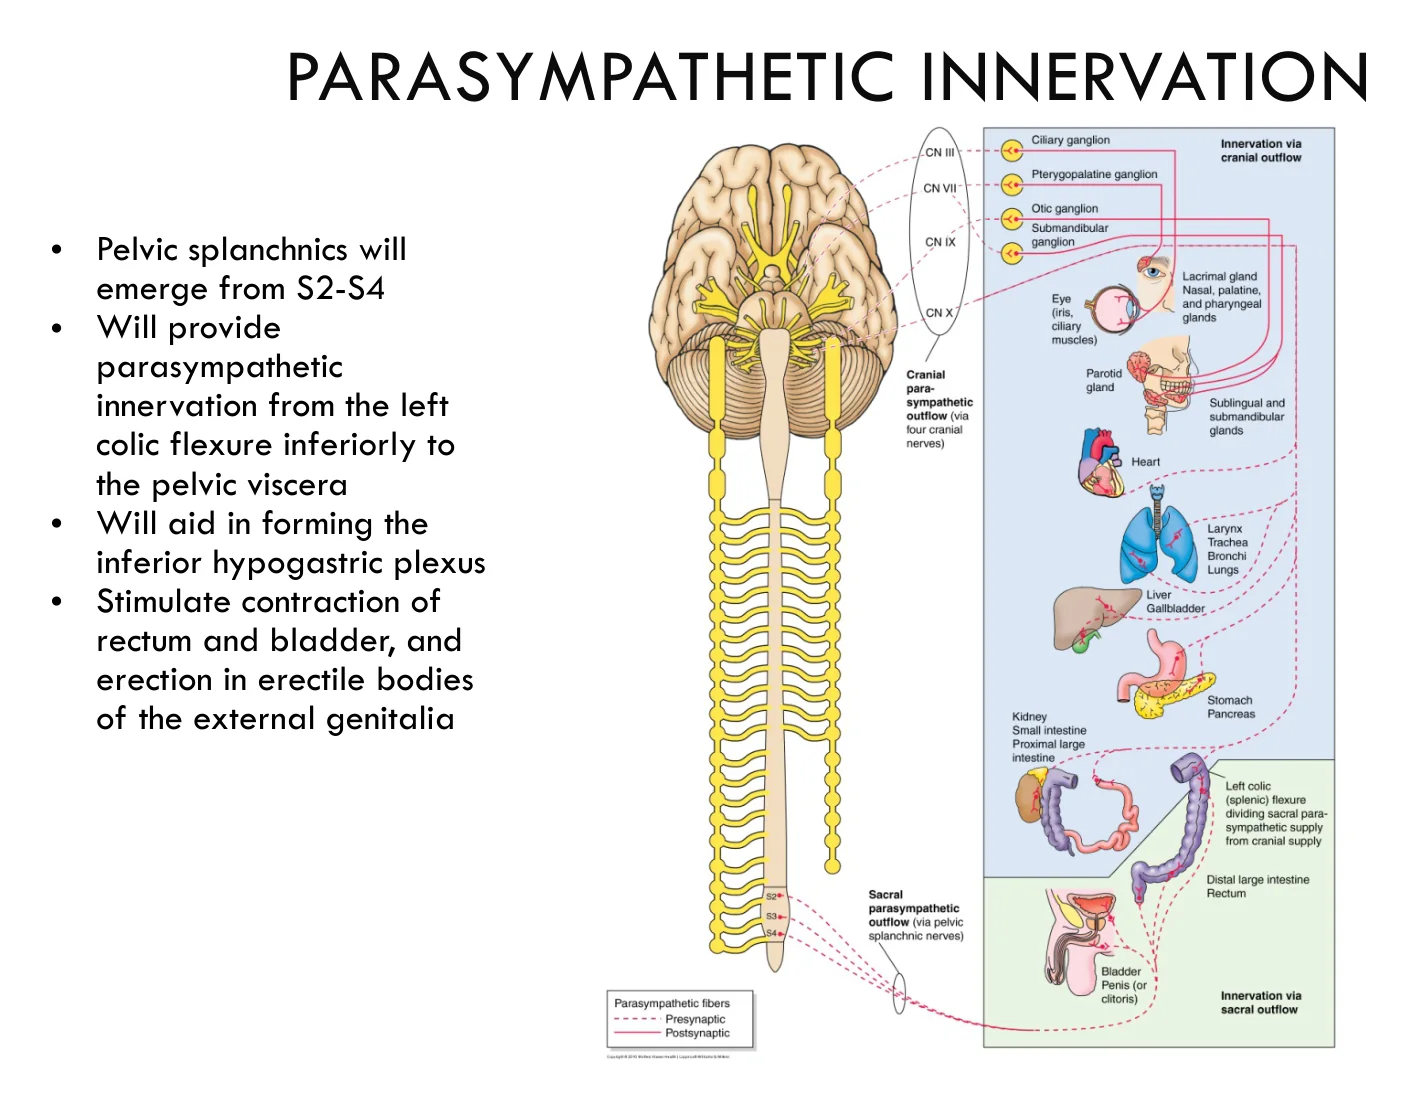 PARASYMPATHETIC INNERVATION
• Pelvic splanchnics will
emerge from S2-S4
• Will provide
parasympathetic
innervation from the left
colic flexure inferiorly to
the pelvic viscera
• Will aid in forming the
inferior hypogastric plexus
• Stimulate contraction of
rectum and bladder, and
erection in erectile bodies
of the external genitalia
CN III
CN VII
CN IX
CN X
Cranial
para-
sympathetic
outflow (via
four cranial
nerves)
Ciliary ganglion
Pterygopalatine ganglion
Otic ganglion
Submandibular
ganglion
Innervation via
cranial outflow
Lacrimal gland
Nasal, palatine,
and pharyngeal
glands
Eye
(iris,
ciliary
muscles)
Parotid
gland
Sublingual and
submandibular
glands
Heart
Larynx
Trachea
Bronchi
Lungs
Liver
Gallbladder
Stomach
Pancreas
Kidney
Small intestine
Proximal large
intestine
Left colic
(splenic) flexure
dividing sacral para-
sympathetic supply
from cranial supply
Distal large intestine
Rectum
S2
S3
S4
Sacral
parasympathetic
outflow (via pelvic
splanchnic nerves)
Bladder
Penis (or
clitoris)
Innervation via
sacral outflow
Parasympathetic fibers
Presynaptic
Postsynaptic